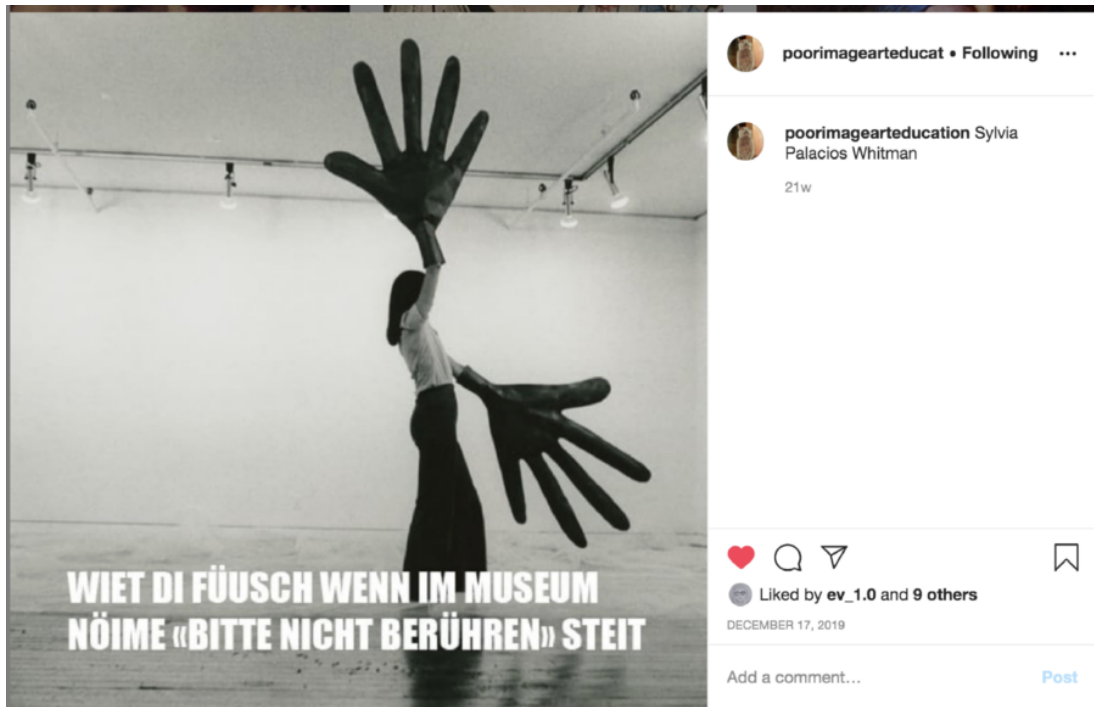 WIET DI FÜUSCH WENN IM MUSEUM
NÖIME «BITTE NICHT BERÜHREN» STEIT
poorimagearteducat • Following
poorimagearteducation Sylvia
Palacios Whitman
21w
Liked by ev_1.0 and 9 others
DECEMBER 17, 2019
Add a comment...
Post